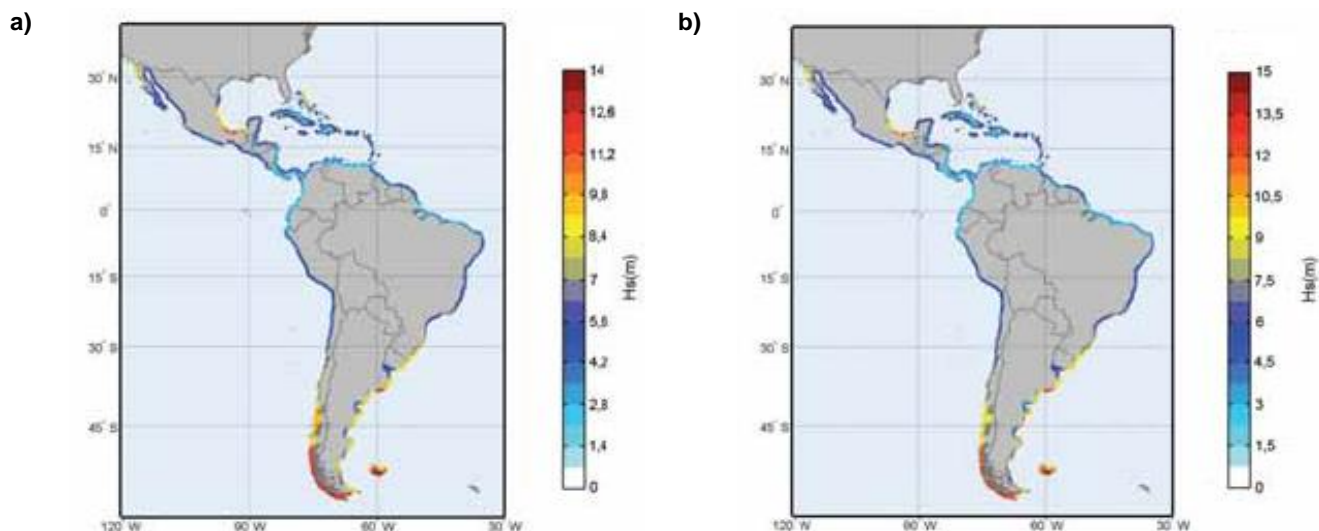 a)
30° N
15° N
0°
15° S
30° S
45° S
120° W
90° W
60° W
30° W
14
12,6
11,2
9,8
8,4
7
5,6
4,2
2,8
1,4
0
Hs(m)
b)
30° N
15° N
0°
15° S
30° S
45° S
120° W
90° W
60° W
30° W
15
13,5
12
10,5
9
7,5
6
4,5
3
1,5
0
Hs(m)